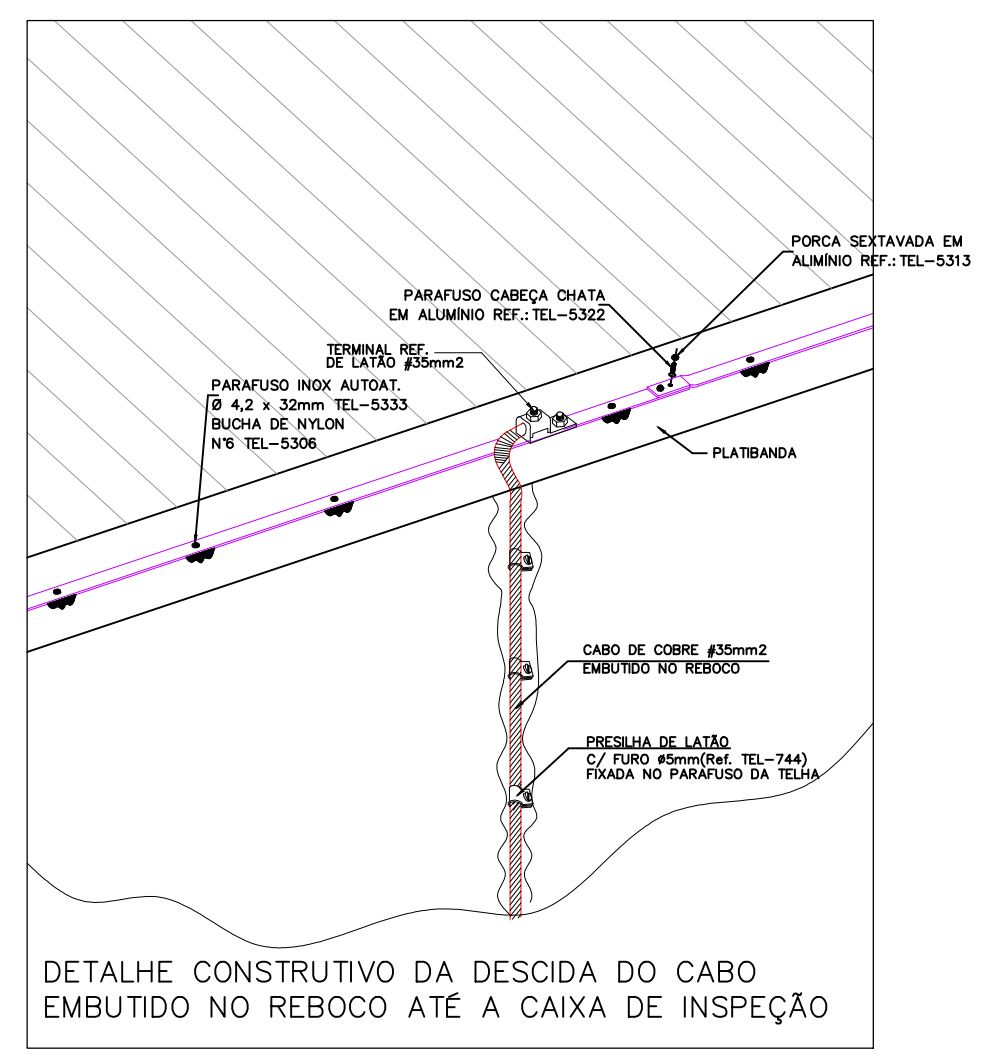 PORCA SEXTAVADA EM
ALIMÍNIO REF.: TEL-5313
PARAFUSO CABEÇA CHATA
EM ALUMÍNIO REF.: TEL-5322
TERMINAL REF.
DE LATÃO #35mm2
PARAFUSO INOX AUTOAT.
Ø 4,2 x 32mm TEL-5333
BUCHA DE NYLON
N°6 TEL-5306
PLATIBANDA
CABO DE COBRE #35mm2
EMBUTIDO NO REBOCO
PRESILHA DE LATÃO
C/ FURO ø5mm(Ref. TEL-744)
FIXADA NO PARAFUSO DA TELHA
DETALHE CONSTRUTIVO DA DESCIDA DO CABO
EMBUTIDO NO REBOCO ATÉ A CAIXA DE INSPEÇÃO